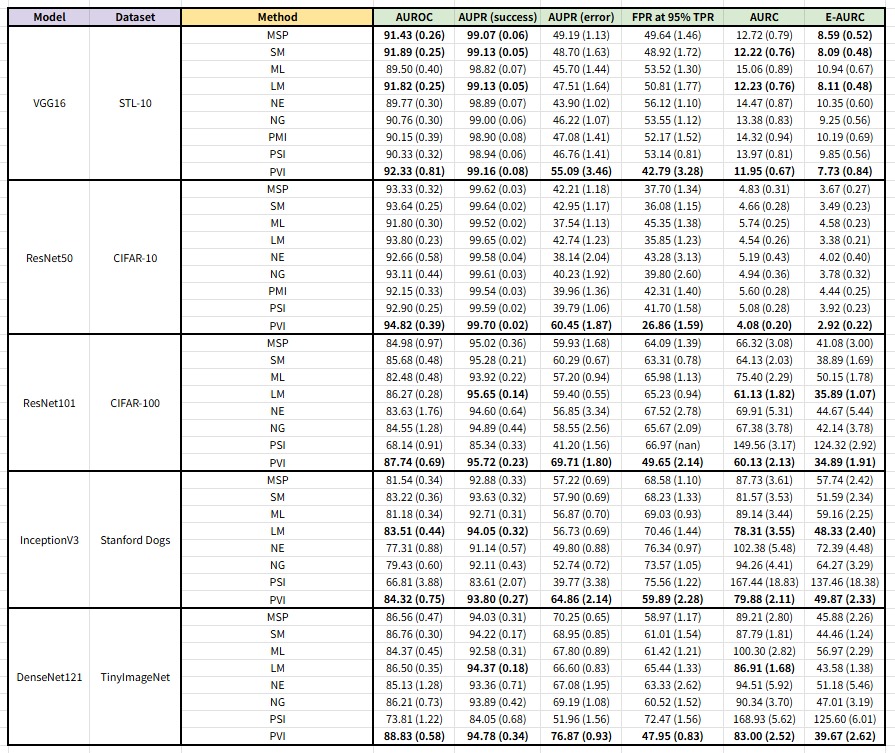 Model Dataset Method AUROC AUPR (success) AUPR (error) FPR at 95% TPR AURC E-AURC
MSP 91.43 (0.26) 99.07 (0.06) 49.19 (1.13) 49.64 (1.46) 12.72 (0.79) 8.59 (0.52)
SM 91.89 (0.25) 99.13 (0.05) 48.70 (1.63) 48.92 (1.72) 12.22 (0.76) 8.09 (0.48)
ML 89.50 (0.40) 98.82 (0.07) 45.70 (1.44) 53.52 (1.30) 15.06 (0.89) 10.94 (0.67)
LM 91.82 (0.25) 99.13 (0.05) 47.51 (1.64) 50.81 (1.77) 12.23 (0.76) 8.11 (0.48)
VGG16 STL-10 NE 89.77 (0.30) 98.89 (0.07) 43.90 (1.02) 56.12 (1.10) 14.47 (0.87) 10.35 (0.60)
NG 90.76 (0.30) 99.00 (0.06) 46.22 (1.07) 53.55 (1.12) 13.38 (0.83) 9.25 (0.56)
PMI 90.15 (0.39) 98.90 (0.08) 47.08 (1.41) 52.17 (1.52) 14.32 (0.94) 10.19 (0.69)
PSI 90.33 (0.32) 98.94 (0.06) 46.76 (1.41) 53.14 (0.81) 13.97 (0.81) 9.85 (0.56)
PVI 92.33 (0.81) 99.16 (0.08) 55.09 (3.46) 42.79 (3.28) 11.95 (0.67) 7.73 (0.84)
MSP 93.33 (0.32) 99.62 (0.03) 42.21 (1.18) 37.70 (1.34) 4.83 (0.31) 3.67 (0.27)
SM 93.64 (0.25) 99.64 (0.02) 42.95 (1.17) 36.08 (1.15) 4.66 (0.28) 3.49 (0.23)
ML 91.80 (0.30) 99.52 (0.02) 37.54 (1.13) 45.35 (1.38) 5.74 (0.25) 4.58 (0.23)
LM 93.80 (0.23) 99.65 (0.02) 42.74 (1.23) 35.85 (1.23) 4.54 (0.26) 3.38 (0.21)
ResNet50 CIFAR-10 NE 92.66 (0.58) 99.58 (0.04) 38.14 (2.04) 43.28 (3.13) 5.19 (0.43) 4.02 (0.40)
NG 93.11 (0.44) 99.61 (0.03) 40.23 (1.92) 39.80 (2.60) 4.94 (0.36) 3.78 (0.32)
PMI 92.15 (0.33) 99.54 (0.03) 39.96 (1.36) 42.31 (1.40) 5.60 (0.28) 4.44 (0.25)
PSI 92.90 (0.25) 99.59 (0.02) 39.79 (1.06) 41.70 (1.58) 5.08 (0.28) 3.92 (0.23)
PVI 94.82 (0.39) 99.70 (0.02) 60.45 (1.87) 26.86 (1.59) 4.08 (0.20) 2.92 (0.22)
MSP 84.98 (0.97) 95.02 (0.36) 59.93 (1.68) 64.09 (1.39) 66.32 (3.08) 41.08 (3.00)
SM 85.68 (0.48) 95.28 (0.21) 60.29 (0.67) 63.31 (0.78) 64.13 (2.03) 38.89 (1.69)
ML 82.48 (0.48) 93.92 (0.22) 57.20 (0.94) 65.98 (1.13) 75.40 (2.29) 50.15 (1.78)
ResNet101 CIFAR-100 LM 86.27 (0.28) 95.65 (0.14) 59.40 (0.55) 65.23 (0.94) 61.13 (1.82) 35.89 (1.07)
NE 83.63 (1.76) 94.60 (0.64) 56.85 (3.34) 67.52 (2.78) 69.91 (5.31) 44.67 (5.44)
NG 84.55 (1.28) 94.89 (0.44) 58.55 (2.56) 65.67 (2.09) 67.38 (3.78) 42.14 (3.78)
PSI 68.14 (0.91) 85.34 (0.33) 41.20 (1.56) 66.97 (nan) 149.56 (3.17) 124.32 (2.92)
PVI 87.74 (0.69) 95.72 (0.23) 69.71 (1.80) 49.65 (2.14) 60.13 (2.13) 34.89 (1.91)
MSP 81.54 (0.34) 92.88 (0.33) 57.22 (0.69) 68.58 (1.10) 87.73 (3.61) 57.74 (2.42)
SM 83.22 (0.36) 93.63 (0.32) 57.90 (0.69) 68.23 (1.33) 81.57 (3.53) 51.59 (2.34)
ML 81.18 (0.34) 92.71 (0.31) 56.87 (0.70) 69.03 (0.93) 89.14 (3.44) 59.16 (2.25)
InceptionV3 Stanford Dogs LM 83.51 (0.44) 94.05 (0.32) 56.73 (0.69) 70.46 (1.44) 78.31 (3.55) 48.33 (2.40)
NE 77.31 (0.88) 91.14 (0.57) 49.80 (0.88) 76.34 (0.97) 102.38 (5.48) 72.39 (4.48)
NG 79.43 (0.60) 92.11 (0.43) 52.74 (0.72) 73.57 (1.05) 94.26 (4.41) 64.27 (3.29)
PSI 66.81 (3.88) 83.61 (2.07) 39.77 (3.38) 75.56 (1.22) 167.44 (18.83) 137.46 (18.38)
PVI 84.32 (0.75) 93.80 (0.27) 64.86 (2.14) 59.89 (2.28) 79.88 (2.11) 49.87 (2.33)
MSP 86.56 (0.47) 94.03 (0.31) 70.25 (0.65) 58.97 (1.17) 89.21 (2.80) 45.88 (2.26)
SM 86.76 (0.30) 94.22 (0.17) 68.95 (0.85) 61.01 (1.54) 87.79 (1.81) 44.46 (1.24)
ML 84.37 (0.45) 92.58 (0.31) 67.80 (0.89) 61.42 (1.21) 100.30 (2.82) 56.97 (2.29)
DenseNet121 TinyImageNet LM 86.50 (0.35) 94.37 (0.18) 66.60 (0.83) 65.44 (1.33) 86.91 (1.68) 43.58 (1.38)
NE 85.13 (1.28) 93.36 (0.71) 67.08 (1.95) 63.33 (2.62) 94.51 (5.92) 51.18 (5.46)
NG 86.21 (0.73) 93.89 (0.42) 69.19 (1.08) 60.52 (1.52) 90.34 (3.70) 47.01 (3.19)
PSI 73.81 (1.22) 84.05 (0.68) 51.96 (1.56) 72.47 (1.56) 168.93 (5.62) 125.60 (6.01)
PVI 88.83 (0.58) 94.78 (0.34) 76.87 (0.93) 47.95 (0.83) 83.00 (2.52) 39.67 (2.62)